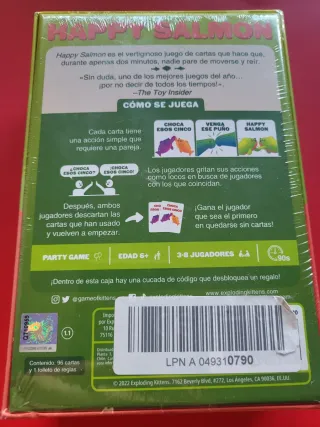 HAPPY SALMON
Happy Salmon es el vertiginoso juego de cartas que hace que,
durante apenas dos minutos, nadie pare de moverse y reír.
«Sin duda, uno de los mejores juegos del año...
¡por no decir de todos los tiempos!».
—The Toy Insider
CÓMO SE JUEGA
Cada carta tiene
una acción simple que
requiere una pareja.
CHOCA
ESOS CINCO
VENGA
ESE PUÑO
HAPPY
SALMON
¿CHOCA
ESOS CINCO?
¡CHOCA
ESOS CINCO!
Los jugadores gritan sus acciones
como locos en busca de jugadores
con los que coincidan.
Después, ambos
jugadores descartan las
cartas que han usado
y vuelven a empezar.
¡Gana el jugador
que sea el primero
en quedarse sin cartas!
PARTY GAME
EDAD 6+
3-8 JUGADORES
90s
¡Dentro de esta caja hay una cucada de código que desbloquea un regalo!
@gameofkittens
www.explodingkittens.com
1.1
Contenido: 96 cartas
y 1 folleto de reglas
LPN A 049310790
© 2022 Exploding Kittens, 7162 Beverly Blvd, #272, Los Angeles, CA 90036, EE.UU.